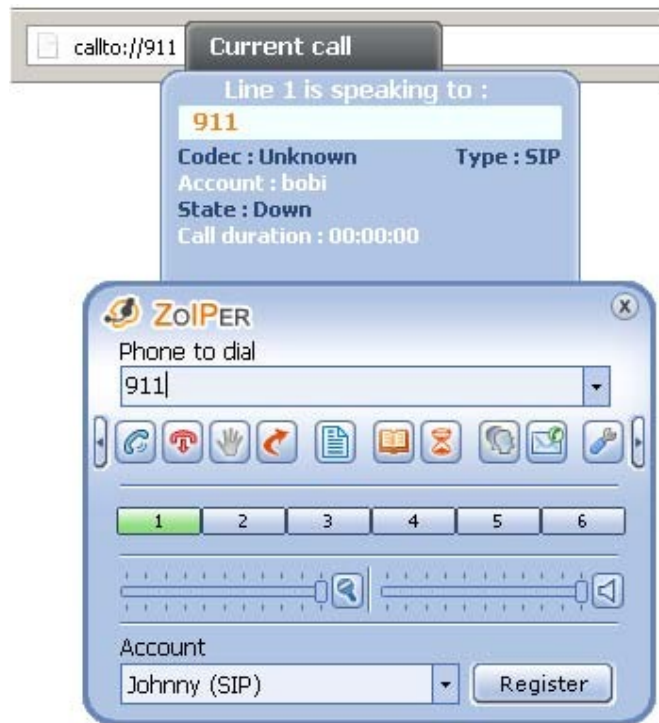 callto://911
Current call
Line 1 is speaking to :
911
Codec : Unknown Type : SIP
Account : bobi
State : Down
Call duration : 00:00:00
ZOIPER
Phone to dial
911
1 2 3 4 5 6
Account
Johnny (SIP) Register